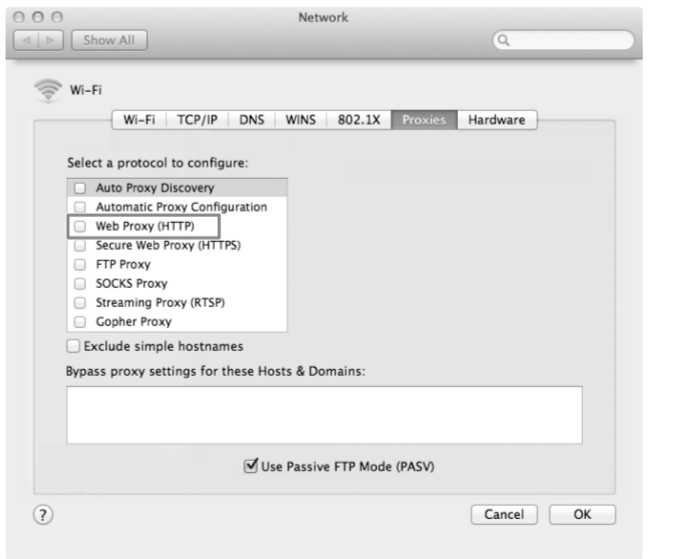 Network
Show All
Wi-Fi
Wi-Fi TCP/IP DNS WINS 802.1X Proxies Hardware
Select a protocol to configure:
Auto Proxy Discovery
Automatic Proxy Configuration
Web Proxy (HTTP)
Secure Web Proxy (HTTPS)
FTP Proxy
SOCKS Proxy
Streaming Proxy (RTSP)
Gopher Proxy
Exclude simple hostnames
Bypass proxy settings for these Hosts & Domains:
Use Passive FTP Mode (PASV)
? Cancel OK